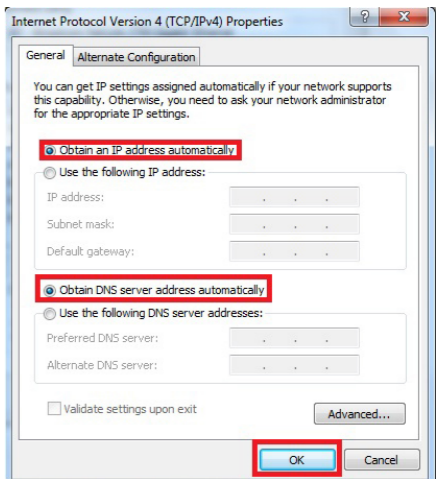 Internet Protocol Version 4 (TCP/IPv4) Properties
General
Alternate Configuration
You can get IP settings assigned automatically if your network supports
this capability. Otherwise, you need to ask your network administrator
for the appropriate IP settings.
Obtain an IP address automatically
Use the following IP address:
IP address:
Subnet mask:
Default gateway:
Obtain DNS server address automatically
Use the following DNS server addresses:
Preferred DNS server:
Alternate DNS server:
Validate settings upon exit
Advanced...
OK
Cancel